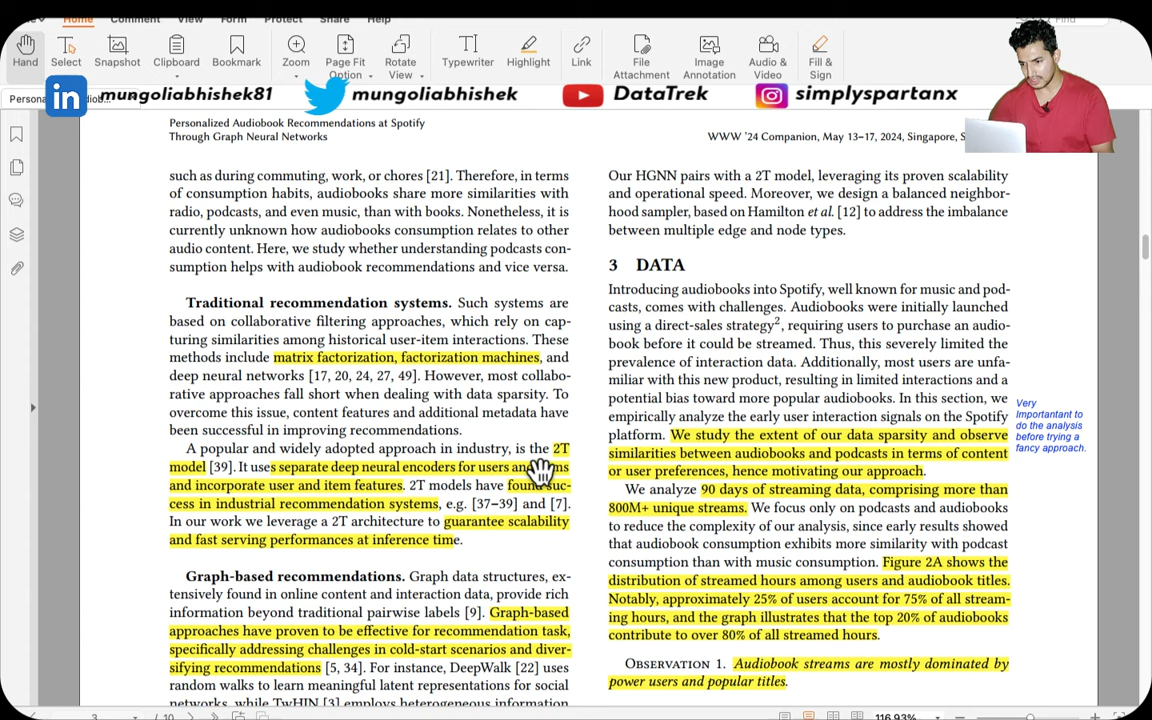 Home
Comment
View
Form
Protect
Share
Help
Find
Hand
Select
Snapshot
Clipboard
Bookmark
Zoom
Page Fit
Option
Rotate
View
Typewriter
Highlight
Link
File
Attachment
Image
Annotation
Audio &
Video
Fill &
Sign
in
mungoliabhishek81
mungoliabhishek
DataTrek
simplyspartanx
Personalized Audiobook Recommendations at Spotify
Through Graph Neural Networks
WWW '24 Companion, May 13–17, 2024, Singapore, S
such as during commuting, work, or chores [21]. Therefore, in terms
of consumption habits, audiobooks share more similarities with
radio, podcasts, and even music, than with books. Nonetheless, it is
currently unknown how audiobooks consumption relates to other
audio content. Here, we study whether understanding podcasts con-
sumption helps with audiobook recommendations and vice versa.
Traditional recommendation systems. Such systems are
based on collaborative filtering approaches, which rely on cap-
turing similarities among historical user-item interactions. These
methods include matrix factorization, factorization machines, and
deep neural networks [17, 20, 24, 27, 49]. However, most collabo-
rative approaches fall short when dealing with data sparsity. To
overcome this issue, content features and additional metadata have
been successful in improving recommendations.
A popular and widely adopted approach in industry, is the 2T
model [39]. It uses separate deep neural encoders for users and items
and incorporate user and item features. 2T models have found suc-
cess in industrial recommendation systems, e.g. [37–39] and [7].
In our work we leverage a 2T architecture to guarantee scalability
and fast serving performances at inference time.
Graph-based recommendations. Graph data structures, ex-
tensively found in online content and interaction data, provide rich
information beyond traditional pairwise labels [9]. Graph-based
approaches have proven to be effective for recommendation task,
specifically addressing challenges in cold-start scenarios and diver-
sifying recommendations [5, 34]. For instance, DeepWalk [22] uses
random walks to learn meaningful latent representations for social
networks, while TwHIN [3] employs heterogeneous information
Our HGNN pairs with a 2T model, leveraging its proven scalability
and operational speed. Moreover, we design a balanced neighbor-
hood sampler, based on Hamilton et al. [12] to address the imbalance
between multiple edge and node types.
3 DATA
Introducing audiobooks into Spotify, well known for music and pod-
casts, comes with challenges. Audiobooks were initially launched
using a direct-sales strategy2, requiring users to purchase an audio-
book before it could be streamed. Thus, this severely limited the
prevalence of interaction data. Additionally, most users are unfa-
miliar with this new product, resulting in limited interactions and a
potential bias toward more popular audiobooks. In this section, we
empirically analyze the early user interaction signals on the Spotify
platform. We study the extent of our data sparsity and observe
similarities between audiobooks and podcasts in terms of content
or user preferences, hence motivating our approach.
We analyze 90 days of streaming data, comprising more than
800M+ unique streams. We focus only on podcasts and audiobooks
to reduce the complexity of our analysis, since early results showed
that audiobook consumption exhibits more similarity with podcast
consumption than with music consumption. Figure 2A shows the
distribution of streamed hours among users and audiobook titles.
Notably, approximately 25% of users account for 75% of all stream-
ing hours, and the graph illustrates that the top 20% of audiobooks
contribute to over 80% of all streamed hours.
Observation 1. Audiobook streams are mostly dominated by
power users and popular titles.
Very
Importantant to
do the analysis
before trying a
fancy approach.
3 / 10
116.93%